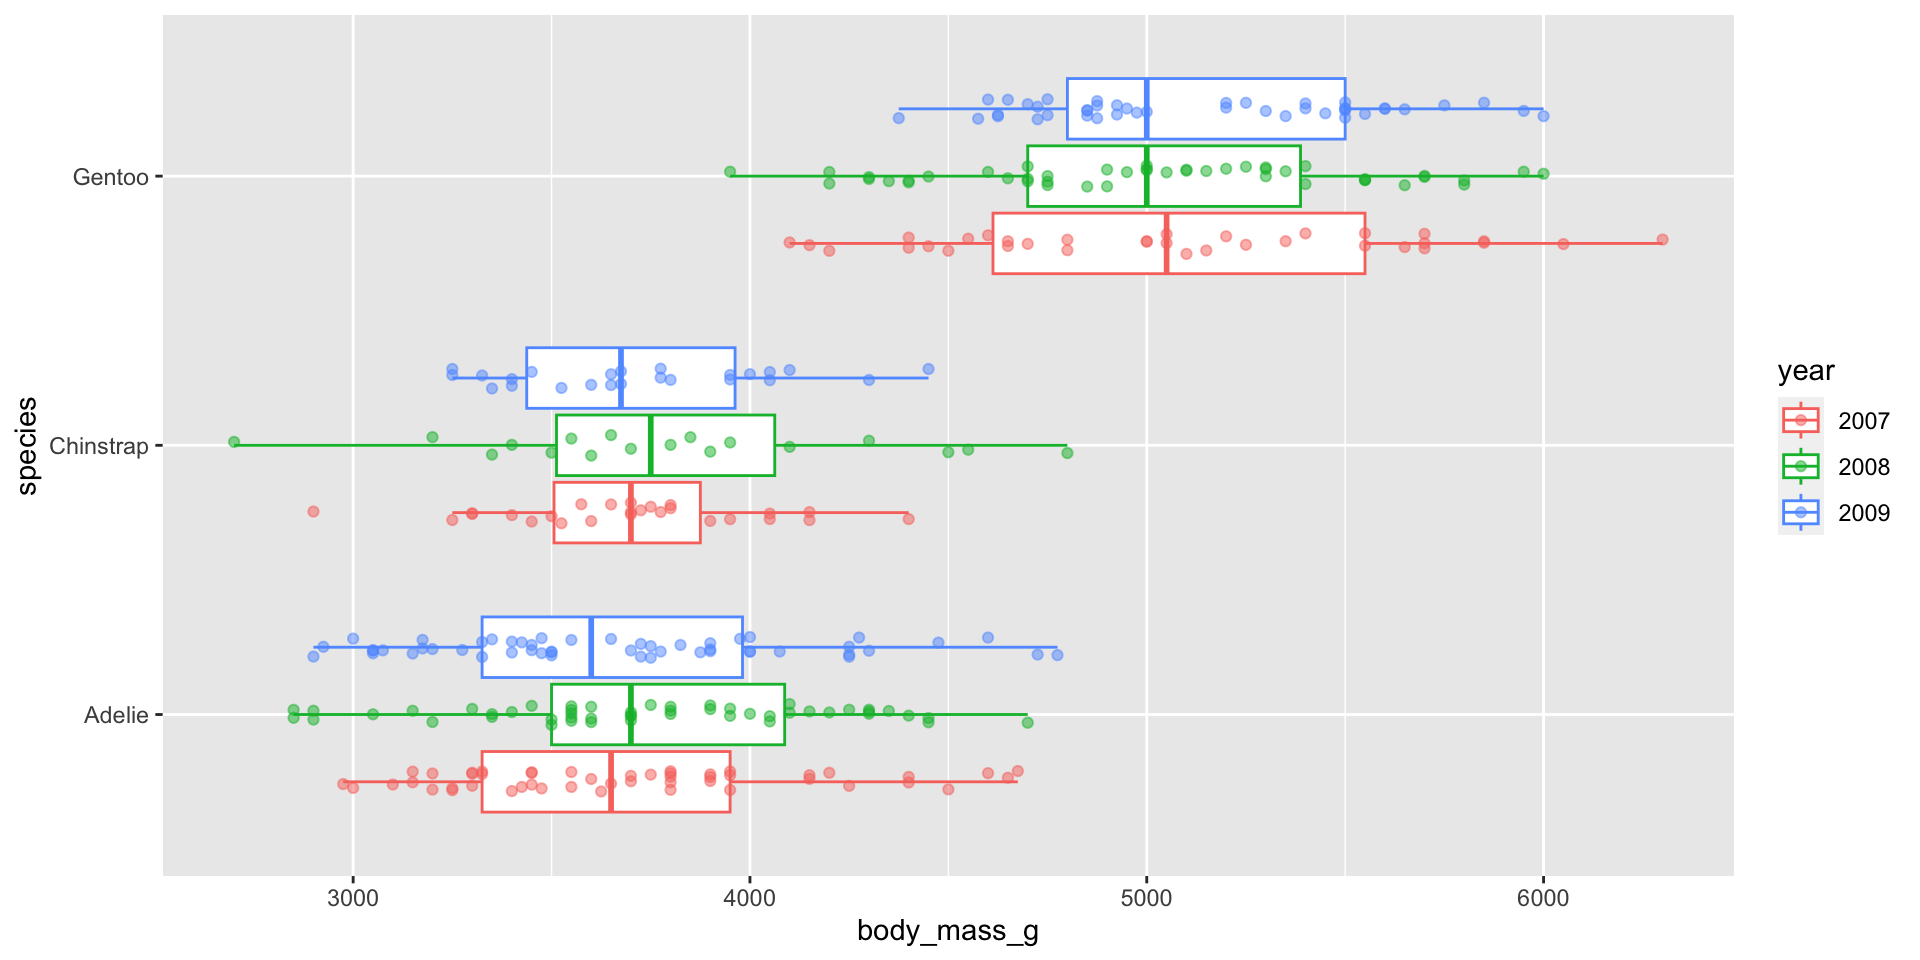 Gentoo
Chinstrap
Adelie
species
3000
4000
5000
6000
body_mass_g
year
2007
2008
2009